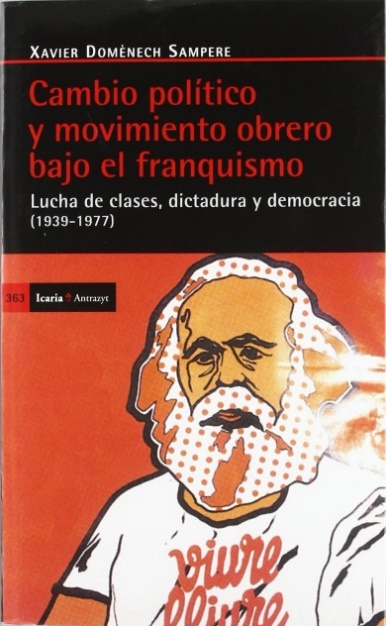 XAVIER DOMÈNECH SAMPERE
Cambio político
y movimiento obrero
bajo el franquismo
Lucha de clases, dictadura y democracia
(1939-1977)
363 Icaria Antrazyt
viure
lliure